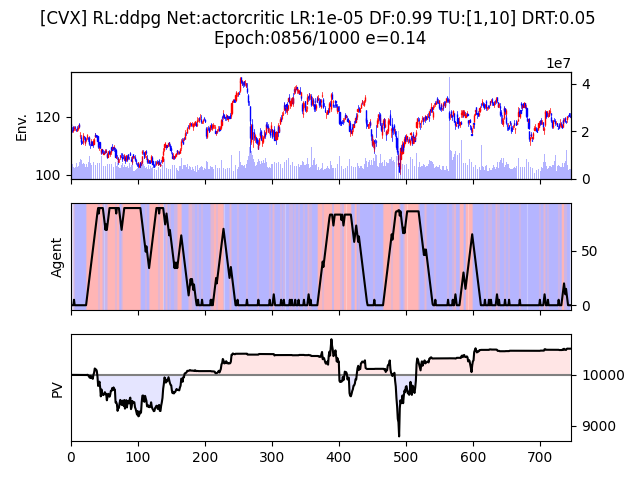 [CVX] RL:ddpg Net:actorcritic LR:1e-05 DF:0.99 TU:[1,10] DRT:0.05
Epoch:0856/1000 e=0.14
1e7
Env.
120
100
4
2
0
Agent
50
0
PV
10000
9000
0 100 200 300 400 500 600 700